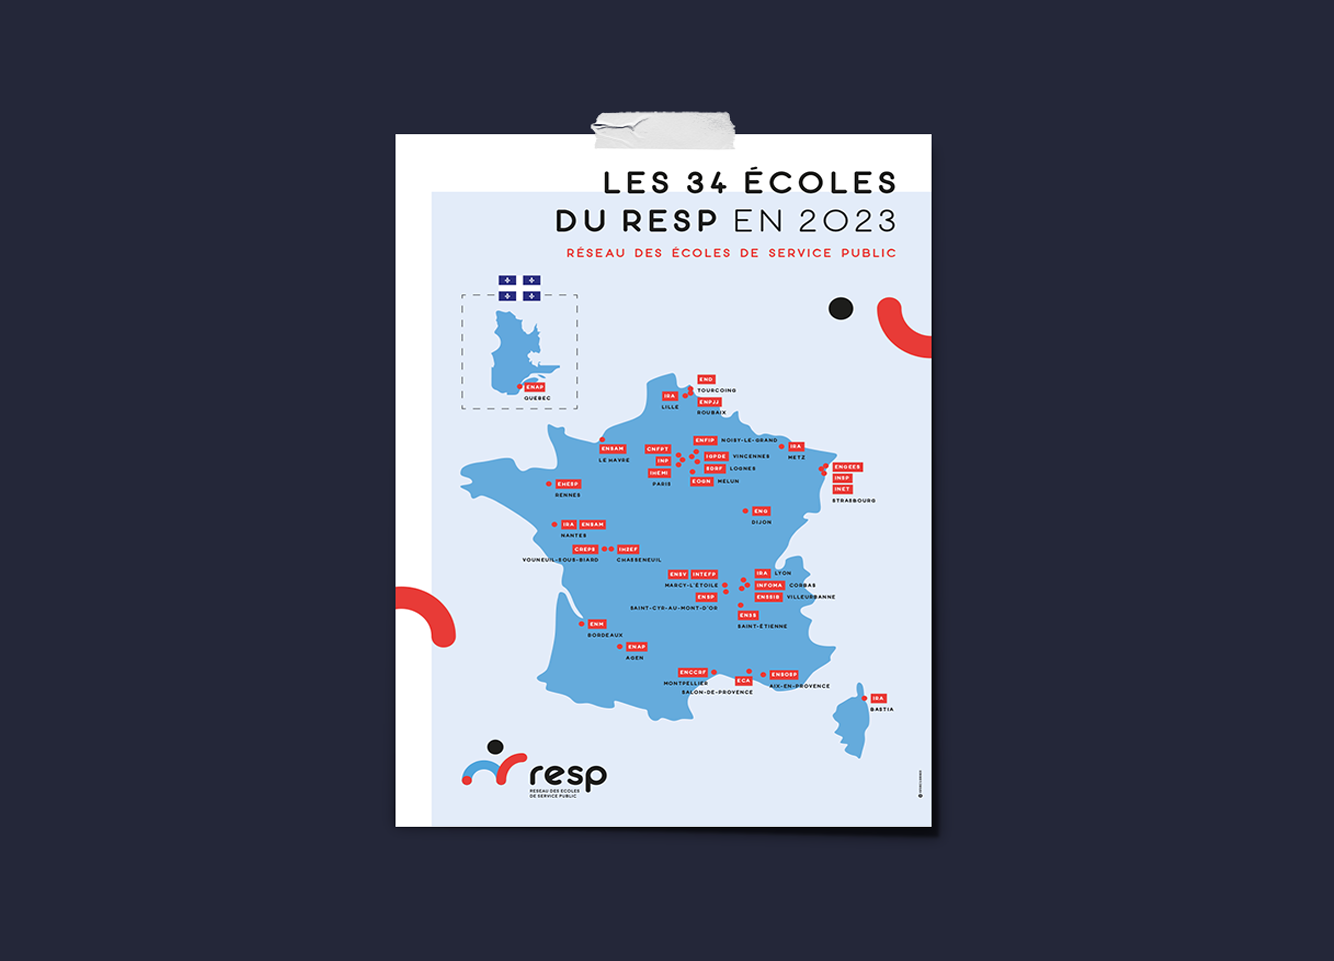 LES 34 ÉCOLES
DU RESP EN 2023
RÉSEAU DES ÉCOLES DE SERVICE PUBLIC
ENAP
QUÉBEC
END
TOURCOING
IRA
LILLE
ENPJJ
ROUBAIX
ENSAM
LE HAVRE
CNFPT
INP
IHEMI
PARIS
ENFIP NOISY-LE-GRAND
IGPDE VINCENNES
SDRF LOGNES
EOGN MELUN
IRA
METZ
ENGEES
INSP
INET
STRASBOURG
EHESP
RENNES
ENG
DIJON
IRA ENSAM
NANTES
CREPS
VOUNEUIL-SOUS-BIARD
IH2EF
CHASSENEUIL
ENSV INTEFP
MARCY-L'ÉTOILE
ENSP
SAINT-CYR-AU-MONT-D'OR
IRA LYON
INFOMA CORBAS
ENSSIB VILLEURBANNE
EN3S
SAINT-ÉTIENNE
ENM
BORDEAUX
ENAP
AGEN
ENCCRF
MONTPELLIER
ECA
SALON-DE-PROVENCE
ENSOSP
AIX-EN-PROVENCE
IRA
BASTIA
resp
RÉSEAU DES ÉCOLES
DE SERVICE PUBLIC